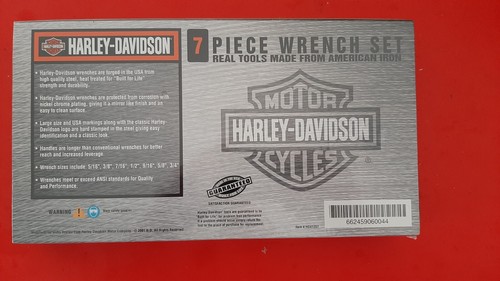 HARLEY-DAVIDSON
7 PIECE WRENCH SET
REAL TOOLS MADE FROM AMERICAN IRON.
• Harley-Davidson wrenches are forged in the USA from
high quality steel, heat treated for "Built for Life"
strength and durability.
• Harley-Davidson wrenches are protected from corrosion with
nickel chrome plating, giving it a mirror like finish and an
easy to clean surface.
• Large size and USA markings along with the classic Harley-
Davidson logo are hard stamped in the steel giving easy
identification and a classic look.
• Handles are longer than conventional wrenches for better
reach and increased leverage.
• Wrench sizes include: 5/16", 3/8", 7/16", 1/2", 9/16", 5/8", 3/4"
• Wrenches meet or exceed ANSI standards for Quality
and Performance.
MOTOR
HARLEY-DAVIDSON
CYCLES
GUARANTEED
SATISFACTION GUARANTEED
WARNING
662459060044